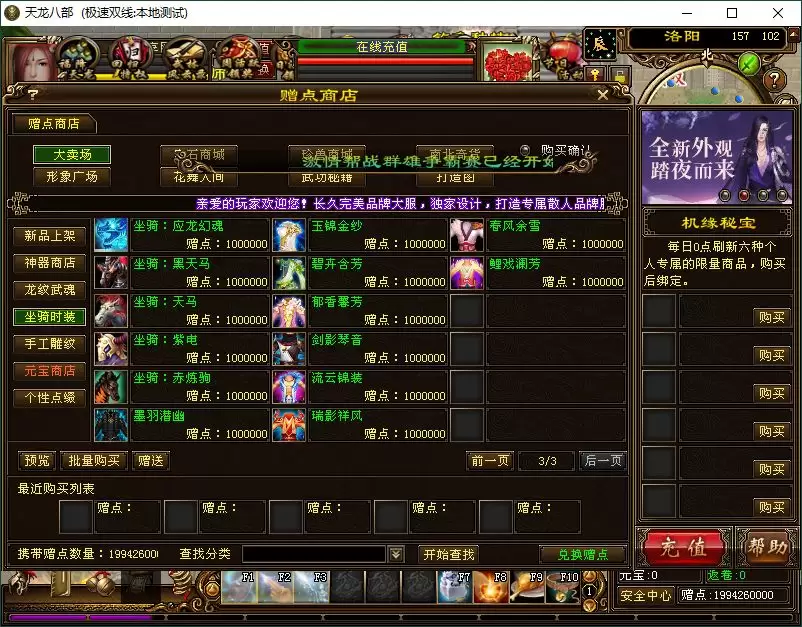 天龙八部 (极速双线:本地测试)
在线充值
洛阳 157 102
北
辰
赠点商店
赠点商店
大卖场
形象广场
花舞人间
武功秘籍
打造图
购买确认
激情帮战群雄争霸赛已经开始
亲爱的玩家欢迎您！长久完美品牌大服，独家设计，打造专属散人品牌服
新品上架
神器商店
龙纹武魂
坐骑时装
手工雕纹
元宝商店
个性点缀
坐骑：应龙幻魂
赠点：1000000
玉锦金纱
赠点：1000000
春风余雪
赠点：1000000
坐骑：黑天马
赠点：1000000
碧卉含芳
赠点：1000000
鲤戏澜芳
赠点：1000000
坐骑：天马
赠点：1000000
郁香馨芳
赠点：1000000
坐骑：紫电
赠点：1000000
剑影琴音
赠点：1000000
坐骑：赤炼驹
赠点：1000000
流云锦装
赠点：1000000
墨羽潜幽
赠点：1000000
瑞影祥风
赠点：1000000
预览
批量购买
赠送
前一页
3/3
后一页
最近购买列表
赠点：
赠点：
赠点：
赠点：
赠点：
携带赠点数量：
查找分类
开始查找
兑换赠点
全新外观
踏夜而来
机缘秘宝
每日0点刷新六种个
人专属的限量商品，购买
后绑定。
购买
购买
购买
购买
购买
购买
充值
帮助
F1 F2 F3 F7 F8 F9 F10
1
元宝:0
返卷:0
安全中心
赠点:1994260000